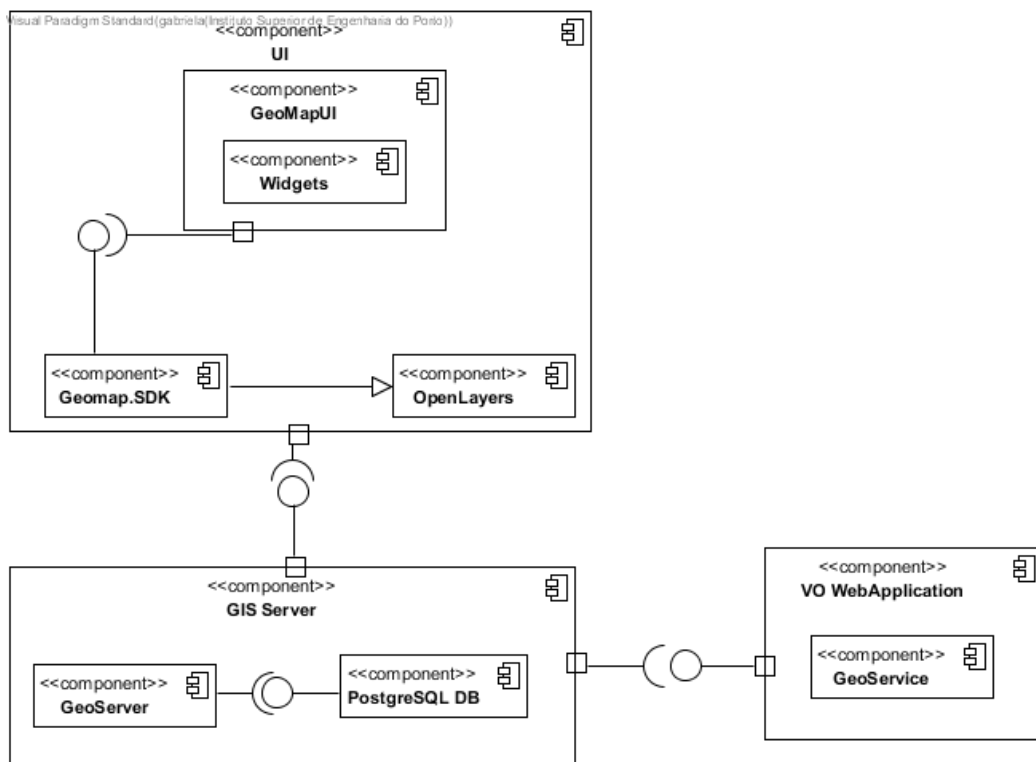 Visual Paradigm Standard(gabriela(Instituto Superior de Engenharia do Porto))
<<component>>
UI
<<component>>
GeoMapUI
<<component>>
Widgets
<<component>>
Geomap.SDK
<<component>>
OpenLayers
<<component>>
GIS Server
<<component>>
GeoServer
<<component>>
PostgreSQL DB
<<component>>
VO WebApplication
<<component>>
GeoService